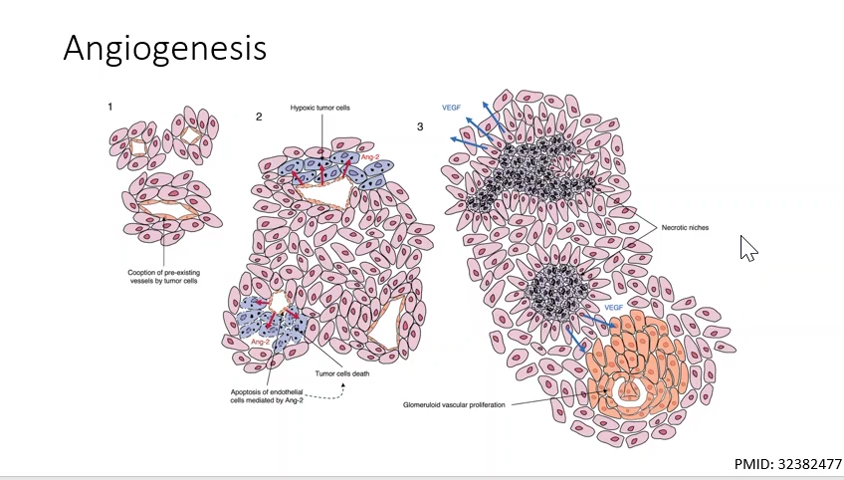 Angiogenesis
1
Cooption of pre-existing
vessels by tumor cells
2
Hypoxic tumor cells
Ang-2
Ang-2
Tumor cells death
Apoptosis of endothelial
cells mediated by Ang-2
3
VEGF
Necrotic niches
VEGF
Glomeruloid vascular proliferation
PMID: 32382477